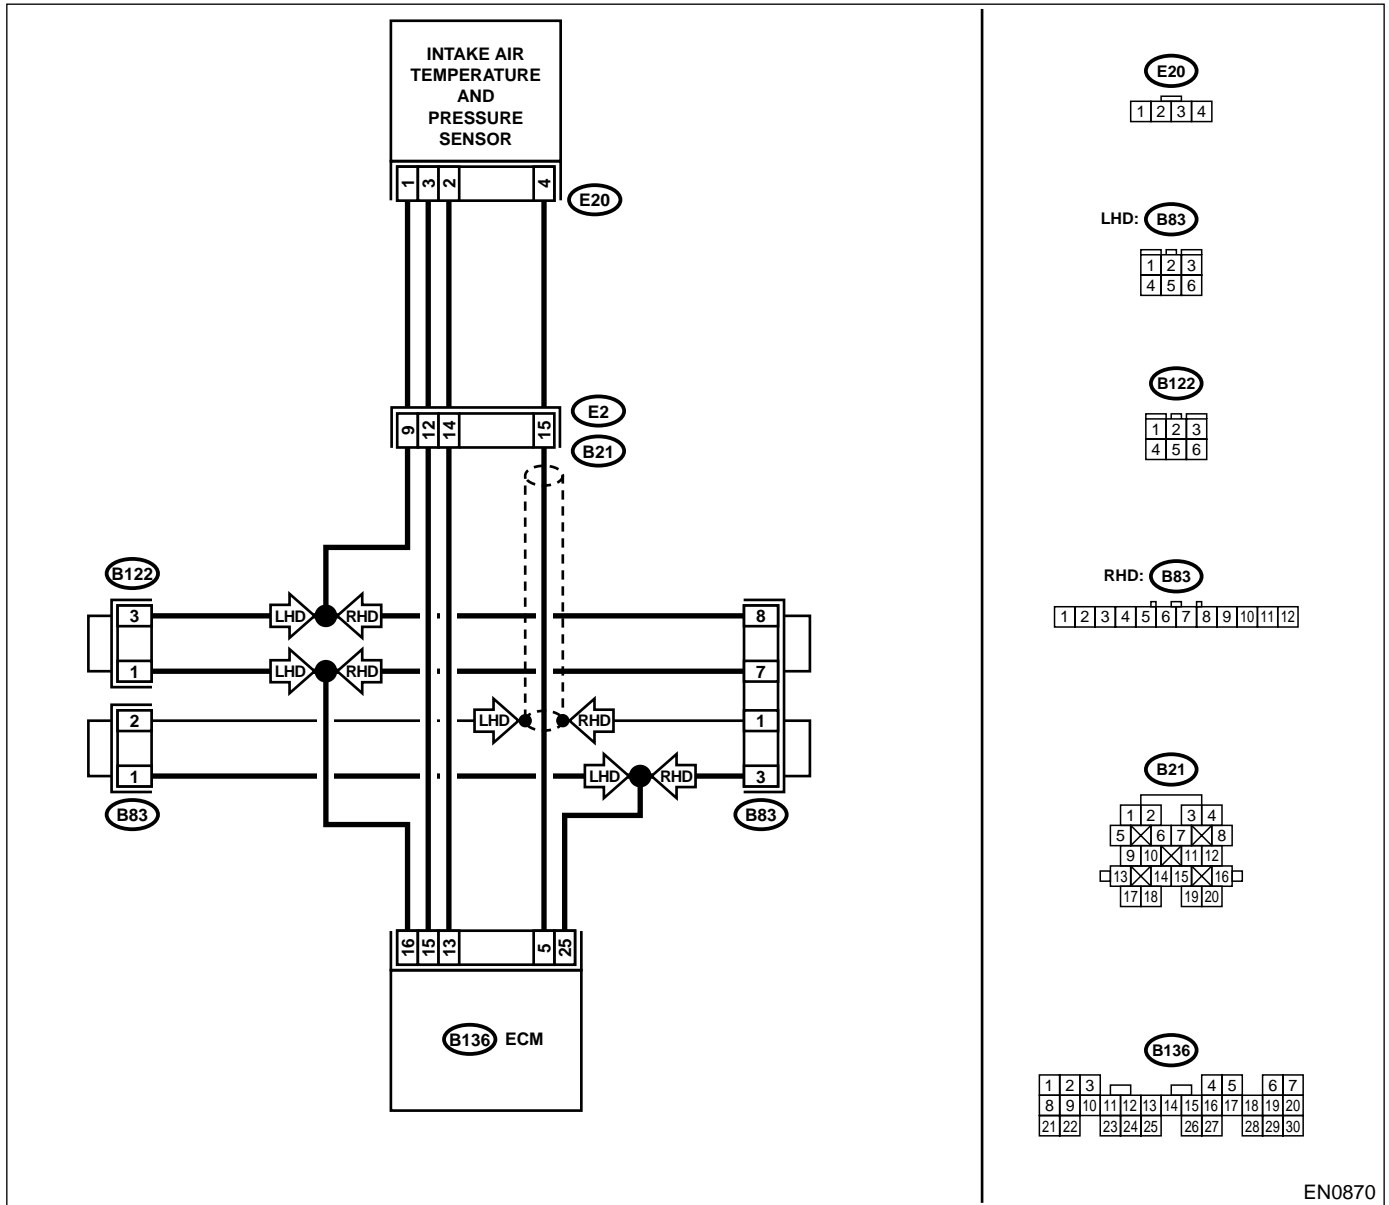 INTAKE AIR
TEMPERATURE
AND
PRESSURE
SENSOR
1 3 2 4
E20
9 12 14 15
E2
B21
B122
3 LHD RHD 8
1 LHD RHD 7
2 LHD RHD 1
1 LHD RHD 3
B83 B83
16 15 13 5 25
B136 ECM
E20
1 2 3 4
LHD: B83
1 2 3
4 5 6
B122
1 2 3
4 5 6
RHD: B83
1 2 3 4 5 6 7 8 9 10 11 12
B21
1 2 3 4
5 6 7 8
9 10 11 12
13 14 15 16
17 18 19 20
B136
1 2 3 4 5 6 7
8 9 10 11 12 13 14 15 16 17 18 19 20
21 22 23 24 25 26 27 28 29 30
EN0870